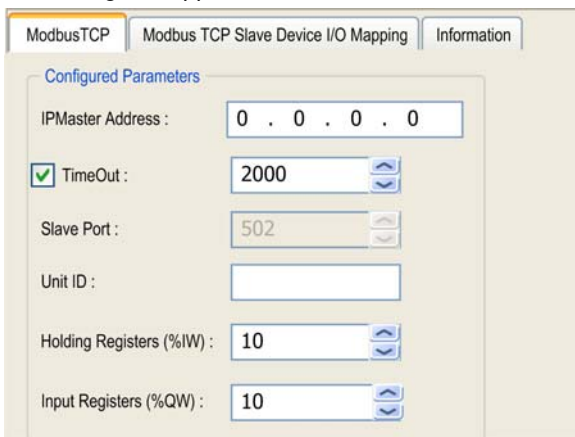 ModbusTCP Modbus TCP Slave Device I/O Mapping Information
Configured Parameters
IPMaster Address : 0 . 0 . 0 . 0
TimeOut : 2000
Slave Port : 502
Unit ID :
Holding Registers (%IW) : 10
Input Registers (%QW) : 10